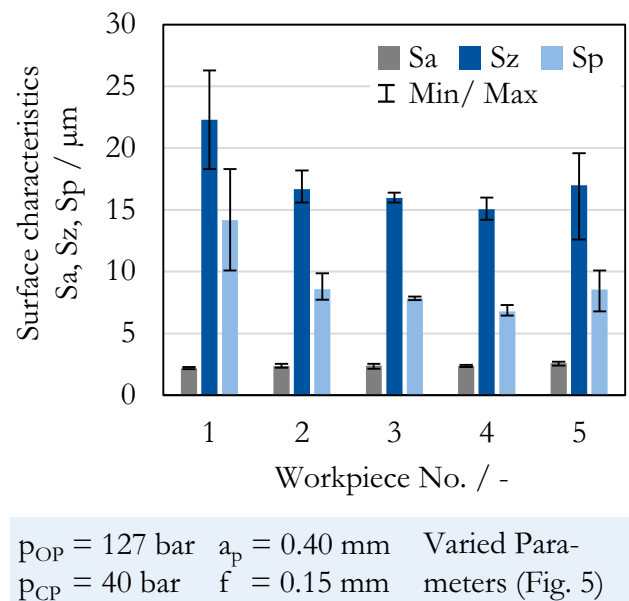 30
25
20
15
10
5
0
Surface characteristics
Sa, Sz, Sp / μm
Sa Sz Sp
Min/ Max
1 2 3 4 5
Workpiece No. / -
pOP = 127 bar ap = 0.40 mm Varied Para-
pCP = 40 bar f = 0.15 mm meters (Fig. 5)